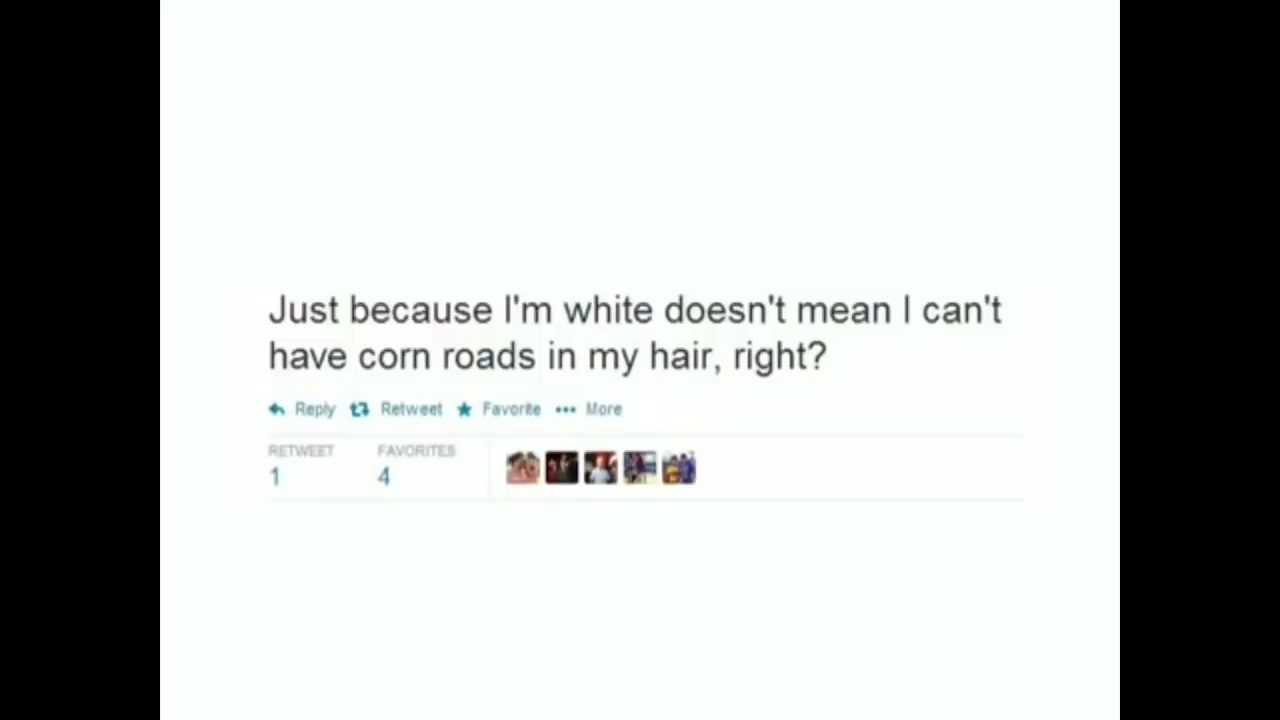 Just because I'm white doesn't mean I can't
have corn roads in my hair, right?
Reply Retweet Favorite More
RETWEET FAVORITES
1 4